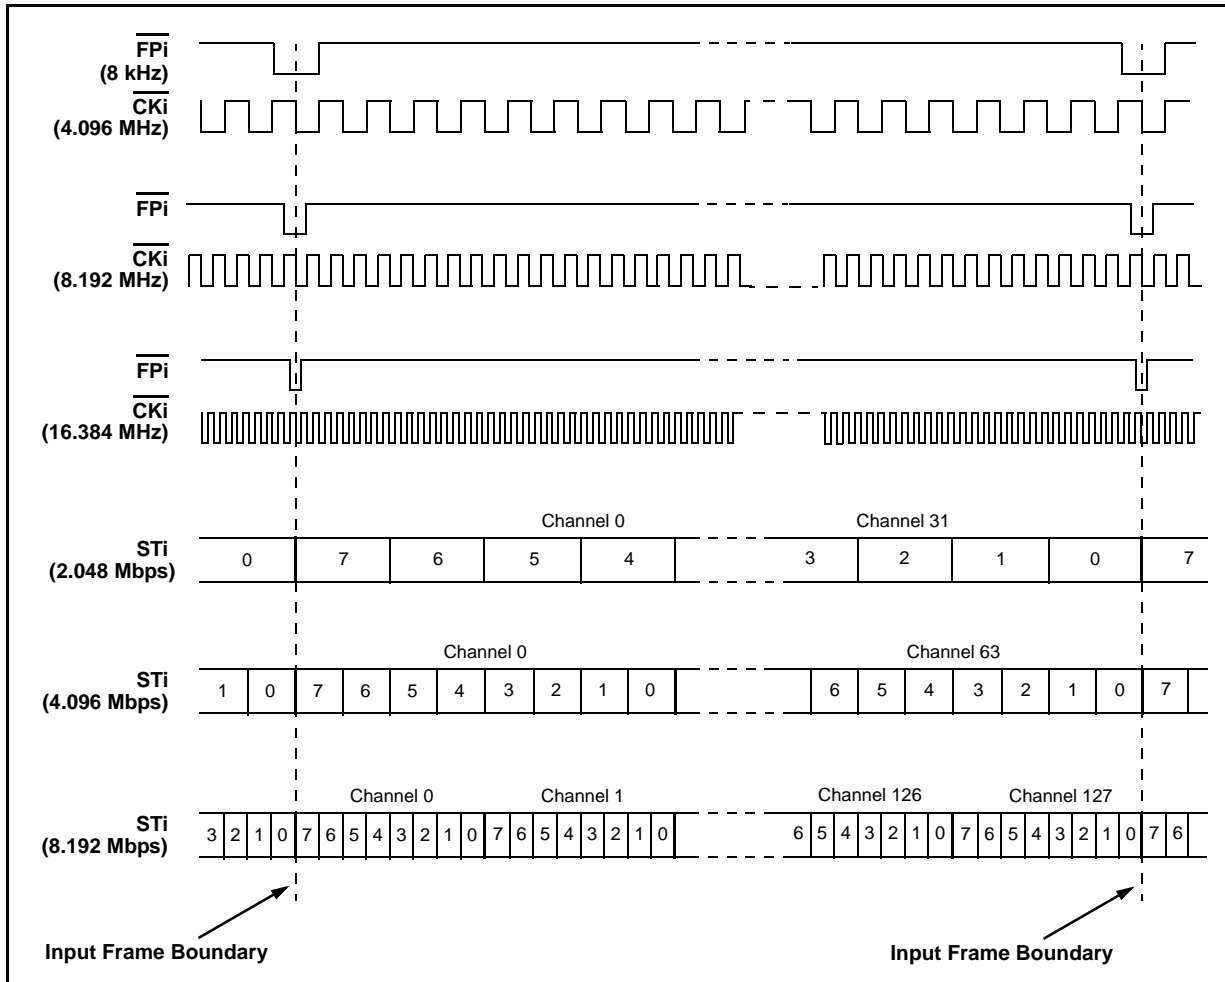 FPi
(8 kHz)
CKi
(4.096 MHz)
FPi
CKi
(8.192 MHz)
FPi
CKi
(16.384 MHz)
Channel 0 Channel 31
STi
(2.048 Mbps)
0 7 6 5 4 3 2 1 0 7
Channel 0 Channel 63
STi
(4.096 Mbps)
1 0 7 6 5 4 3 2 1 0 6 5 4 3 2 1 0 7
Channel 0 Channel 1 Channel 126 Channel 127
STi
(8.192 Mbps)
3 2 1 0 7 6 5 4 3 2 1 0 7 6 5 4 3 2 1 0 6 5 4 3 2 1 0 7 6 5 4 3 2 1 0 7 6
Input Frame Boundary Input Frame Boundary